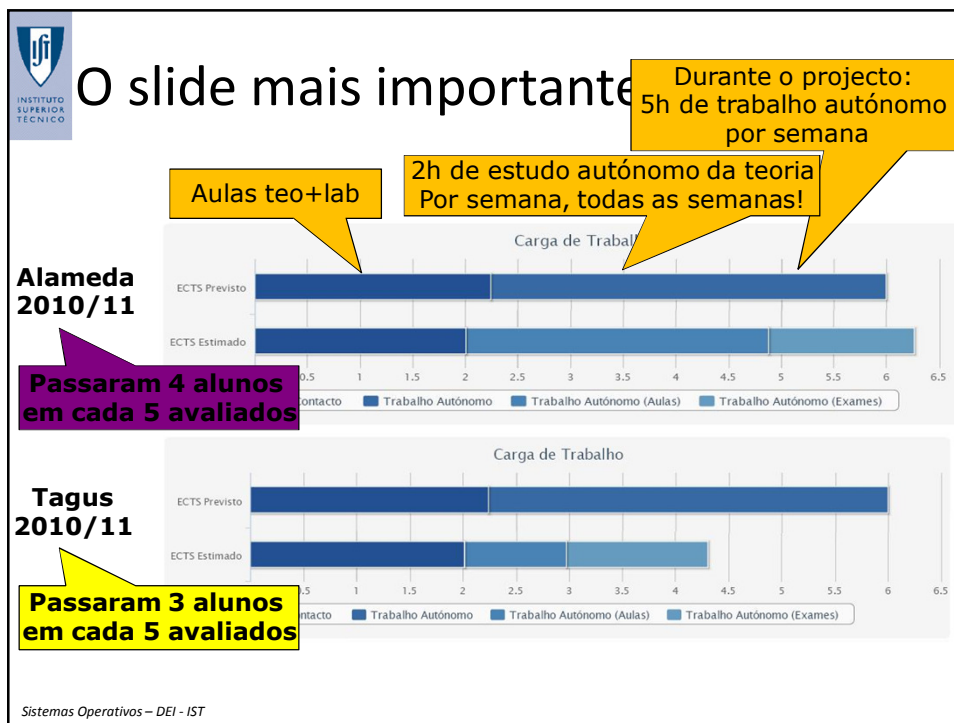 INSTITUTO
SUPERIOR
TÉCNICO
O slide mais importante
Durante o projecto:
5h de trabalho autónomo
por semana
2h de estudo autónomo da teoria
Por semana, todas as semanas!
Aulas teo+lab
Alameda
2010/11
Carga de Trabal
ECTS Previsto
ECTS Estimado
0.5 1 1.5 2 2.5 3 3.5 4 4.5 5 5.5 6 6.5
Passaram 4 alunos
em cada 5 avaliados
ontacto Trabalho Autónomo Trabalho Autónomo (Aulas) Trabalho Autónomo (Exames)
Carga de Trabalho
Tagus
2010/11
ECTS Previsto
ECTS Estimado
.5 1 1.5 2 2.5 3 3.5 4 4.5 5 5.5 6 6.5
Passaram 3 alunos
em cada 5 avaliados
ntacto Trabalho Autónomo Trabalho Autónomo (Aulas) Trabalho Autónomo (Exames)
Sistemas Operativos – DEI - IST